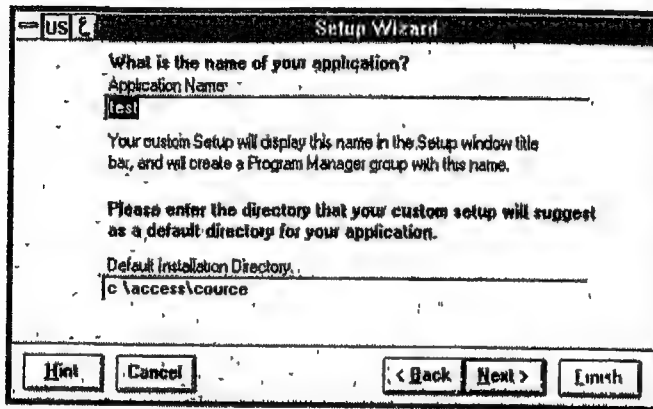 US ع
Setup Wizard
What is the name of your application?
Application Name
test
Your custom Setup will display this name in the Setup window title
bar, and will create a Program Manager group with this name.
Please enter the directory that your custom setup will suggest
as a default directory for your application.
Default Installation Directory
c \access\cource
Hint Cancel < Back Next > Finish